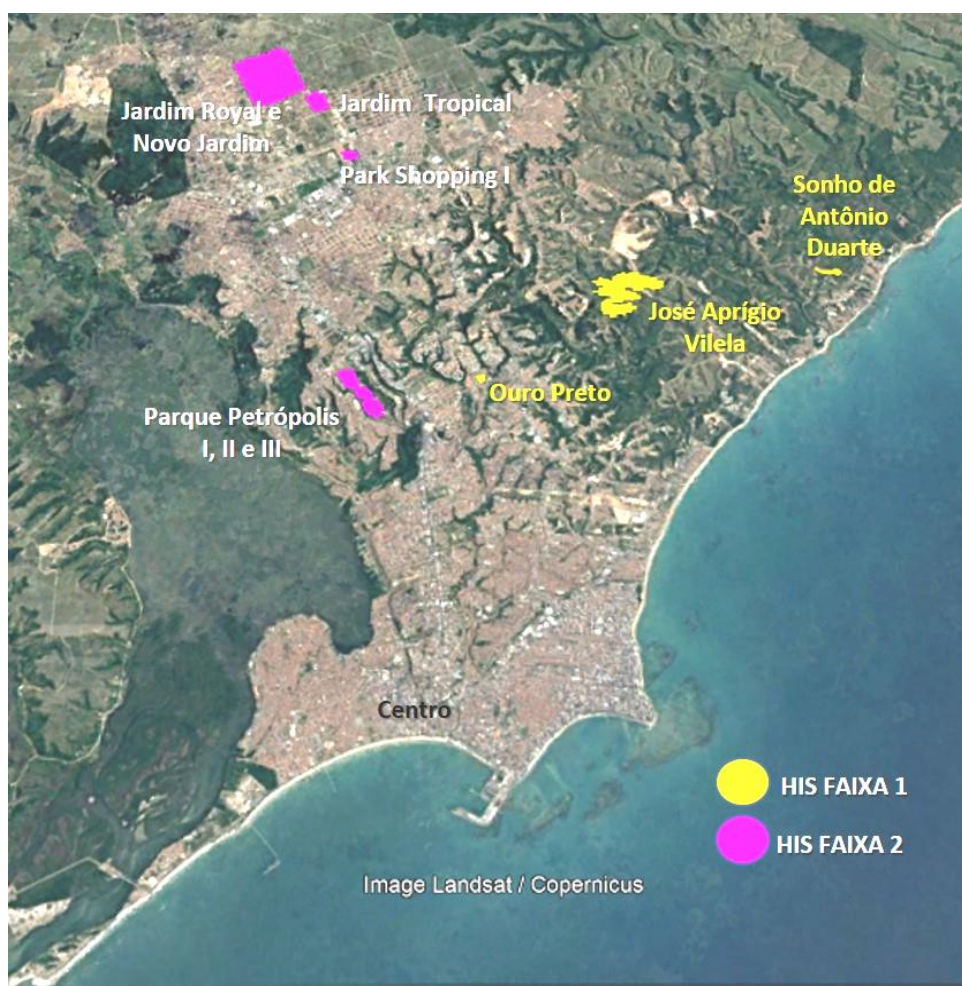 Jardim Royal e
Novo Jardim
Jardim Tropical
Park Shopping I
Sonho de
Antônio
Duarte
José Aprígio
Vilela
Ouro Preto
Parque Petrópolis
I, II e III
Centro
HIS FAIXA 1
HIS FAIXA 2
Image Landsat / Copernicus